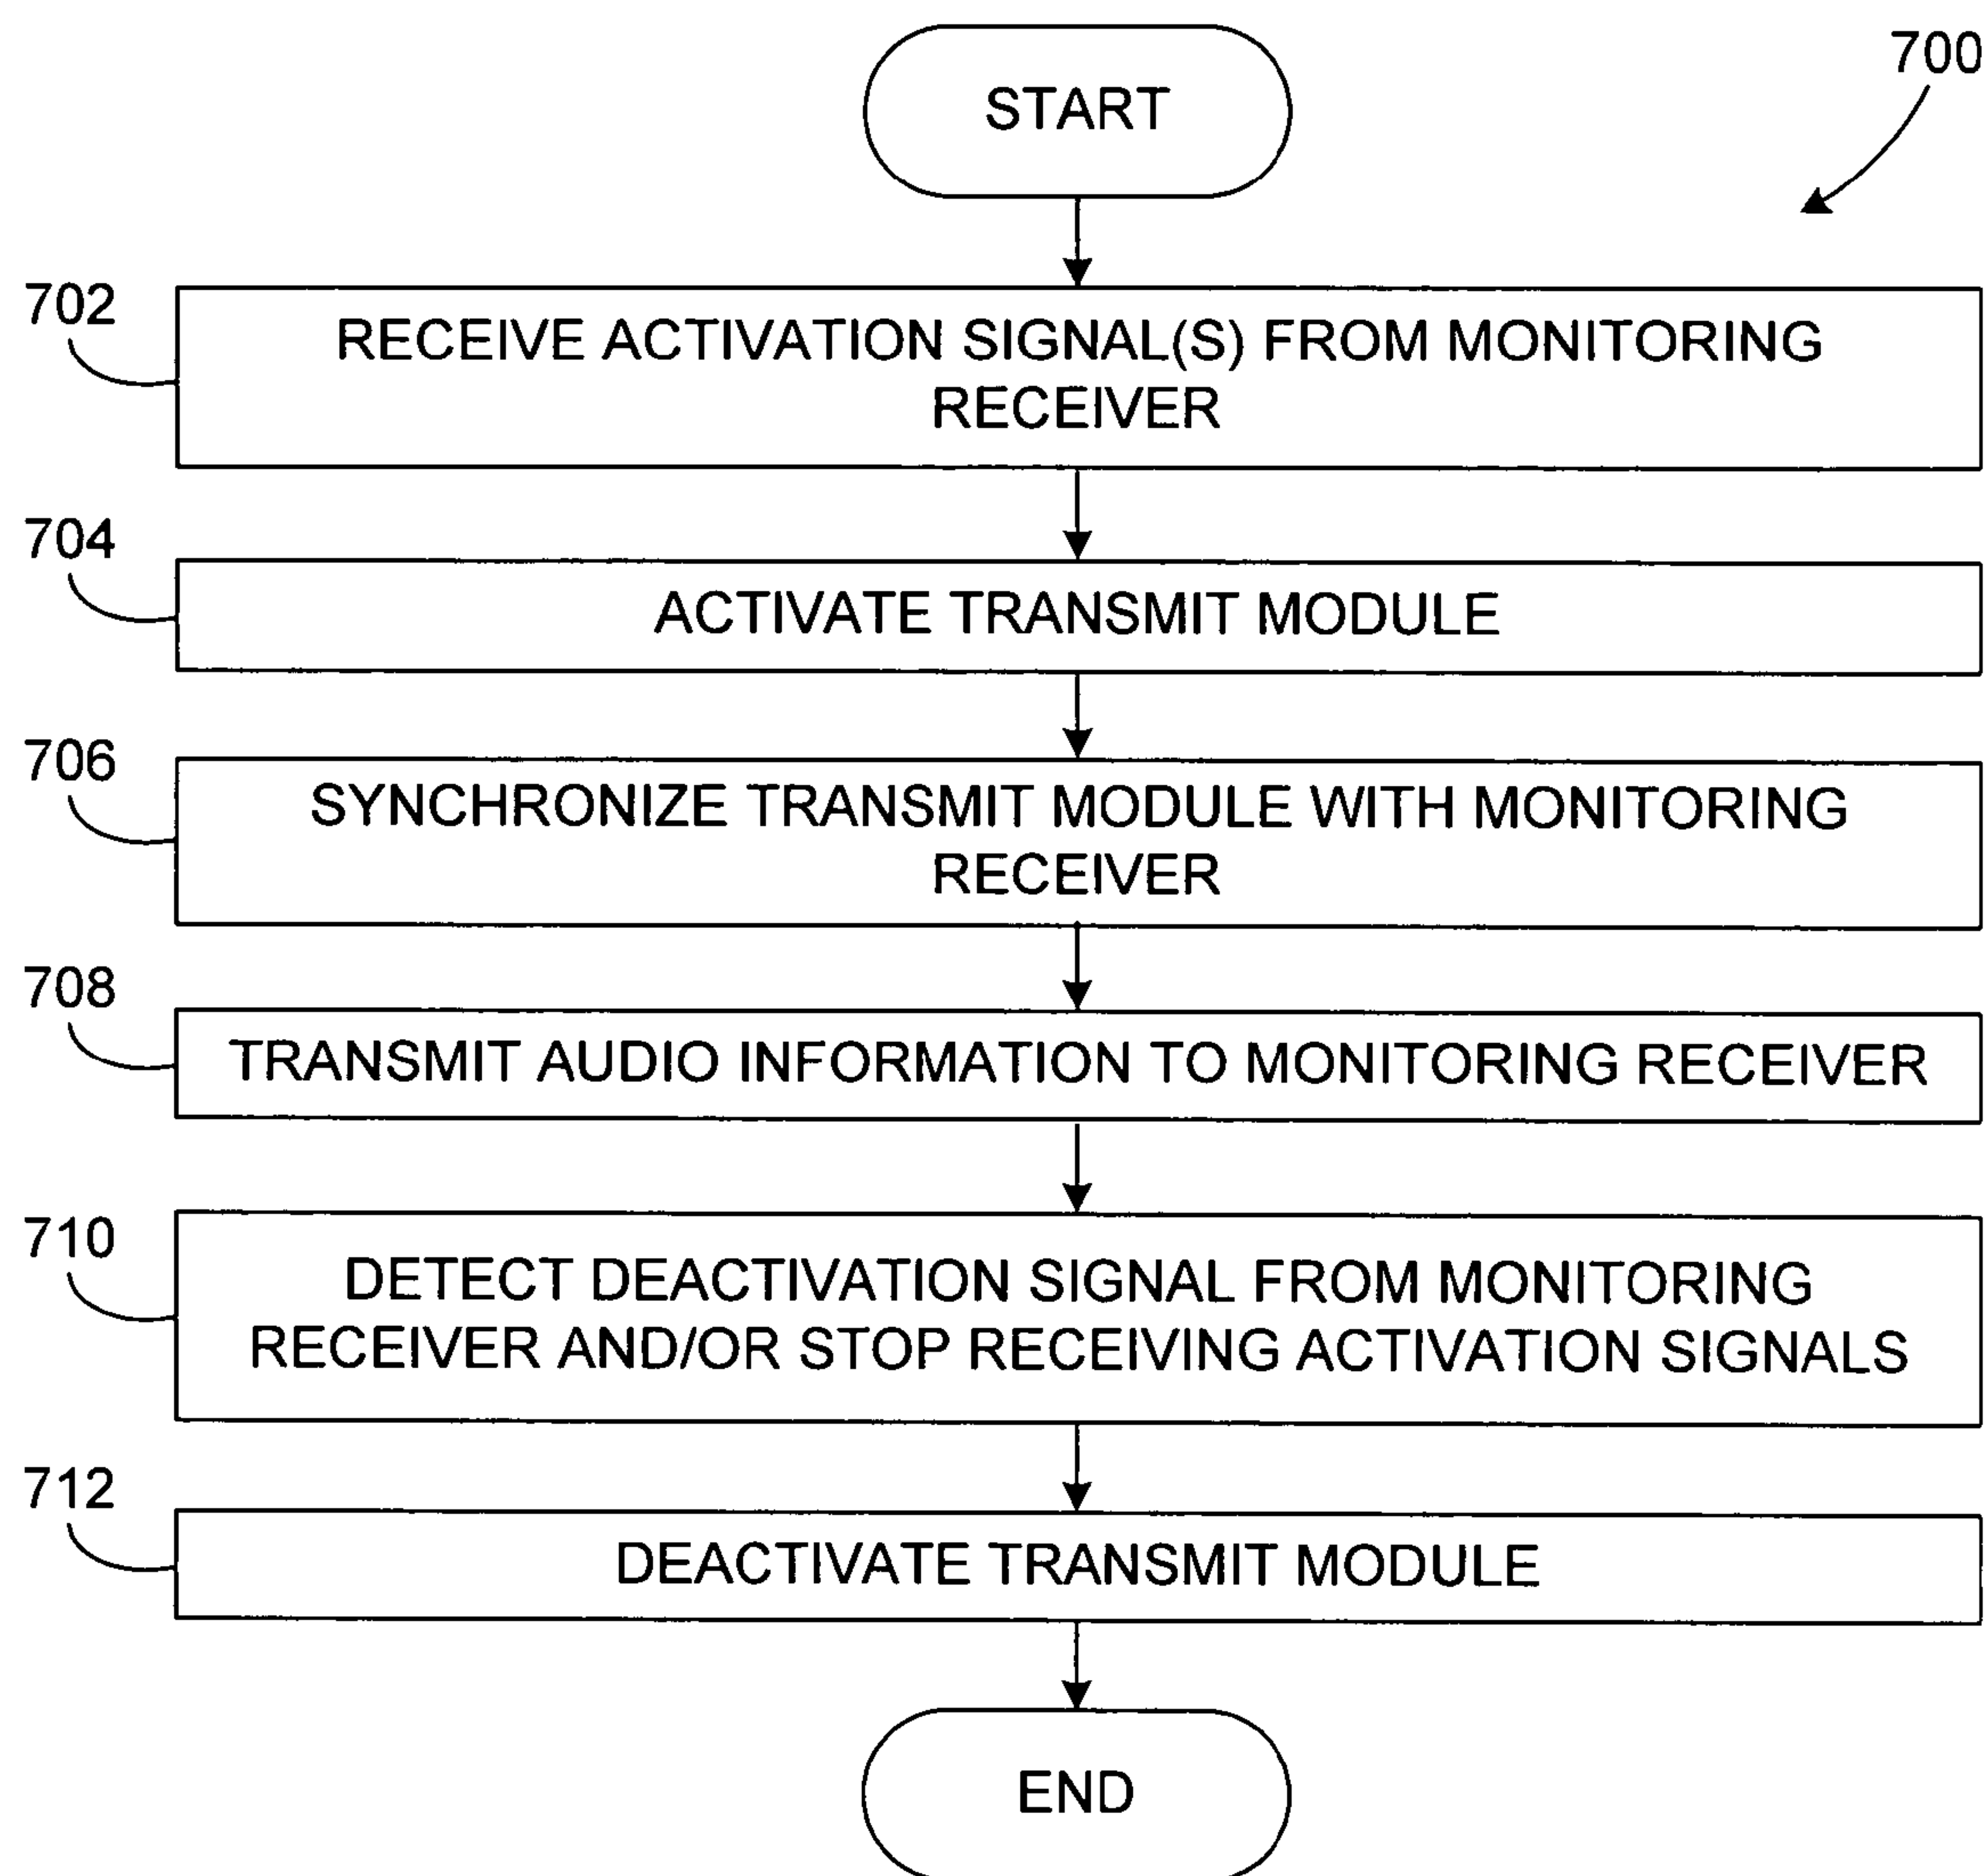 START
700
702
RECEIVE ACTIVATION SIGNAL(S) FROM MONITORING
RECEIVER
704
ACTIVATE TRANSMIT MODULE
706
SYNCHRONIZE TRANSMIT MODULE WITH MONITORING
RECEIVER
708
TRANSMIT AUDIO INFORMATION TO MONITORING RECEIVER
710
DETECT DEACTIVATION SIGNAL FROM MONITORING
RECEIVER AND/OR STOP RECEIVING ACTIVATION SIGNALS
712
DEACTIVATE TRANSMIT MODULE
END